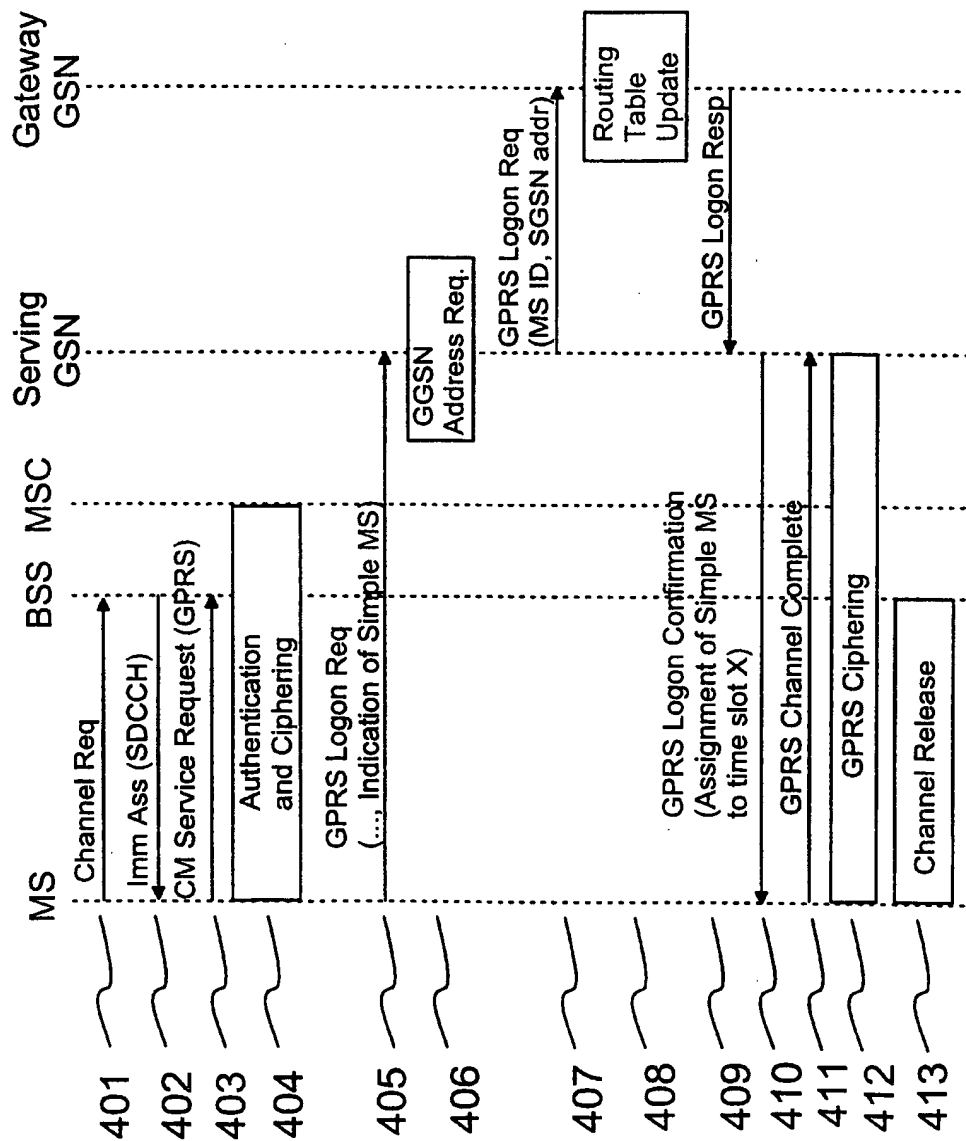 MS
BSS
MSC
Serving
GSN
Gateway
GSN
401
Channel Req
402
Imm Ass (SDCCH)
403
CM Service Request (GPRS)
404
Authentication
and Ciphering
405
GPRS Logon Req
(..., Indication of Simple MS)
406
GGSN
Address Req.
407
GPRS Logon Req
(MS ID, SGSN addr)
408
Routing
Table
Update
409
GPRS Logon Resp
410
GPRS Logon Confirmation
(Assignment of Simple MS
to time slot X)
411
GPRS Channel Complete
412
GPRS Ciphering
413
Channel Release